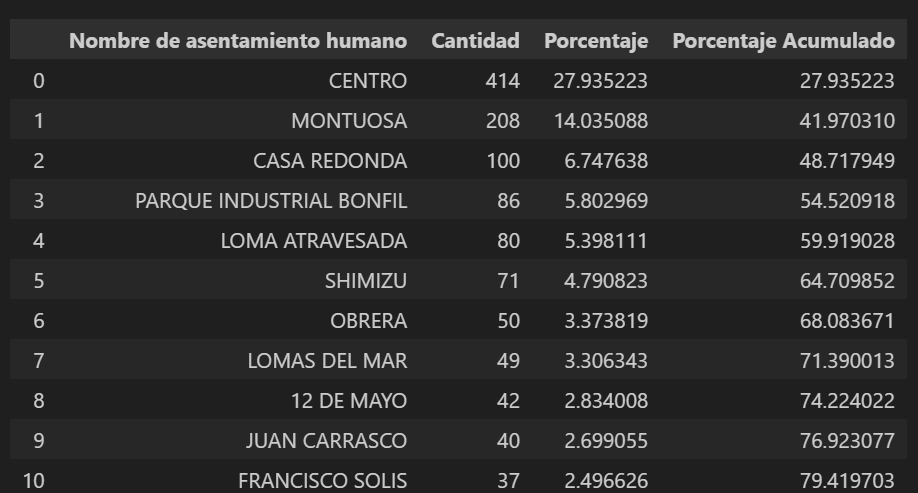 Nombre de asentamiento humano Cantidad Porcentaje Porcentaje Acumulado
0 CENTRO 414 27.935223 27.935223
1 MONTUOSA 208 14.035088 41.970310
2 CASA REDONDA 100 6.747638 48.717949
3 PARQUE INDUSTRIAL BONFIL 86 5.802969 54.520918
4 LOMA ATRAVESADA 80 5.398111 59.919028
5 SHIMIZU 71 4.790823 64.709852
6 OBRERA 50 3.373819 68.083671
7 LOMAS DEL MAR 49 3.306343 71.390013
8 12 DE MAYO 42 2.834008 74.224022
9 JUAN CARRASCO 40 2.699055 76.923077
10 FRANCISCO SOLIS 37 2.496626 79.419703